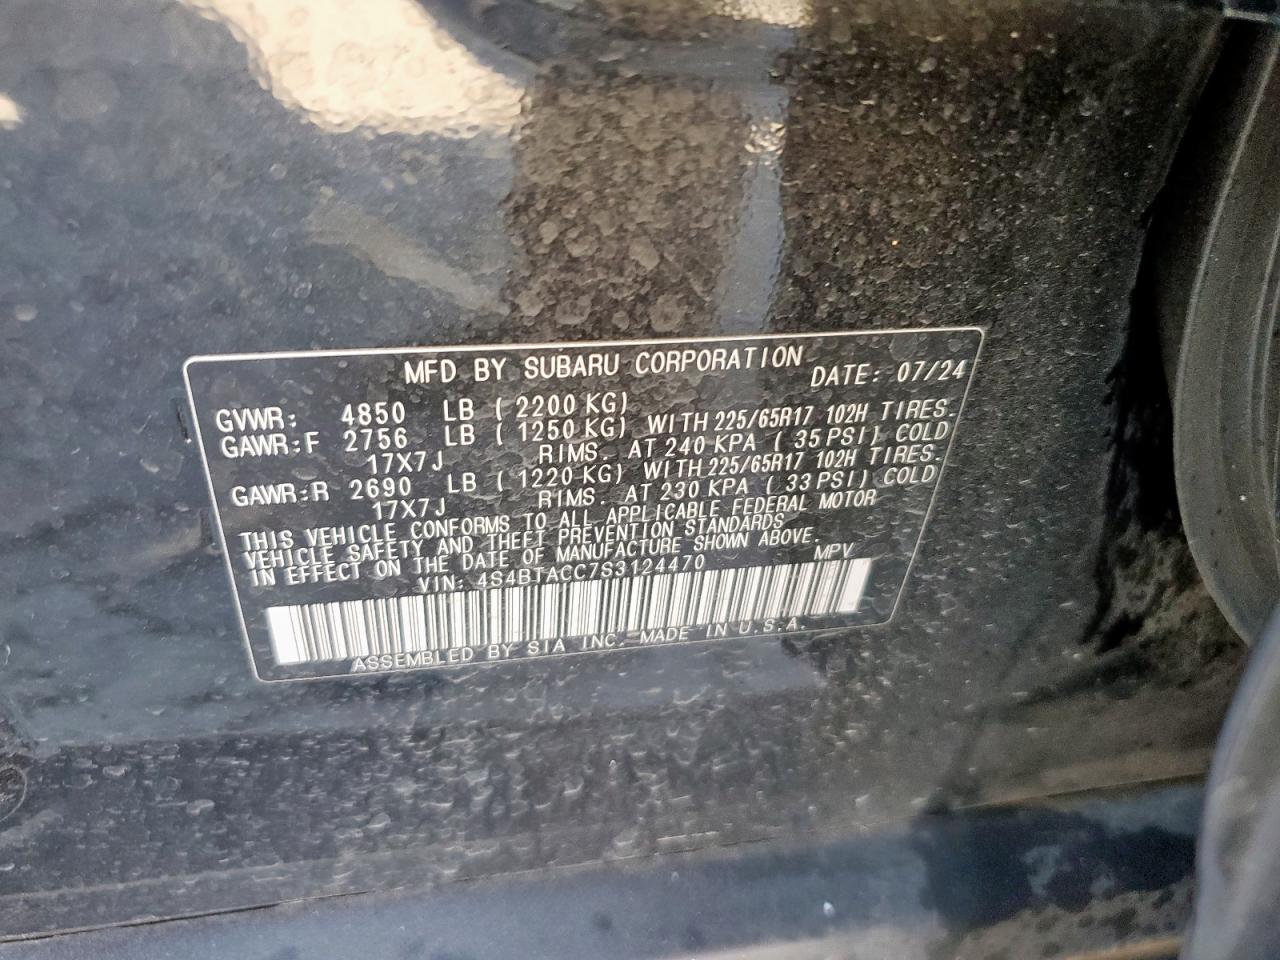 MFD BY SUBARU CORPORATION DATE: 07/24
GVWR: 4850 LB ( 2200 KG)
GAWR:F 2756 LB ( 1250 KG) WITH 225/65R17 102H TIRES.
17X7J RIMS. AT 240 KPA ( 35 PSI) COLD
GAWR:R 2690 LB ( 1220 KG) WITH 225/65R17 102H TIRES.
17X7J RIMS. AT 230 KPA ( 33 PSI) COLD
THIS VEHICLE CONFORMS TO ALL APPLICABLE FEDERAL MOTOR
VEHICLE SAFETY AND THEFT PREVENTION STANDARDS
IN EFFECT ON THE DATE OF MANUFACTURE SHOWN ABOVE.
VIN: 4S4BTACC7S3124470 MPV
ASSEMBLED BY SIA INC. MADE IN U.S.A.